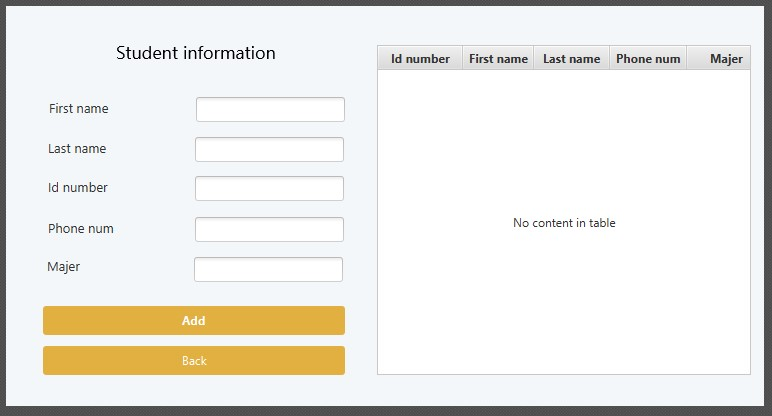 Student information
First name
Last name
Id number
Phone num
Majer
Add
Back
Id number First name Last name Phone num Majer
No content in table